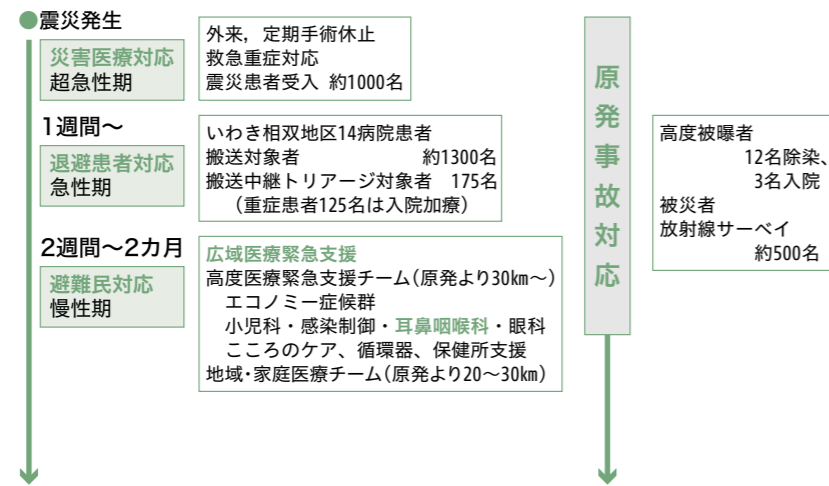 ●震災発生
災害医療対応
超急性期
外来，定期手術休止
救急重症対応
震災患者受入 約1000名
1週間～
退避患者対応
急性期
いわき相双地区14病院患者
搬送対象者 約1300名
搬送中継トリアージ対象者 175名
（重症患者125名は入院加療）
2週間～2カ月
避難民対応
慢性期
広域医療緊急支援
高度医療緊急支援チーム（原発より30㎞～）
エコノミー症候群
小児科・感染制御・耳鼻咽喉科・眼科
こころのケア、循環器、保健所支援
地域・家庭医療チーム（原発より20～30㎞）
原発事故対応
高度被曝者
12名除染、
3名入院
被災者
放射線サーベイ
約500名